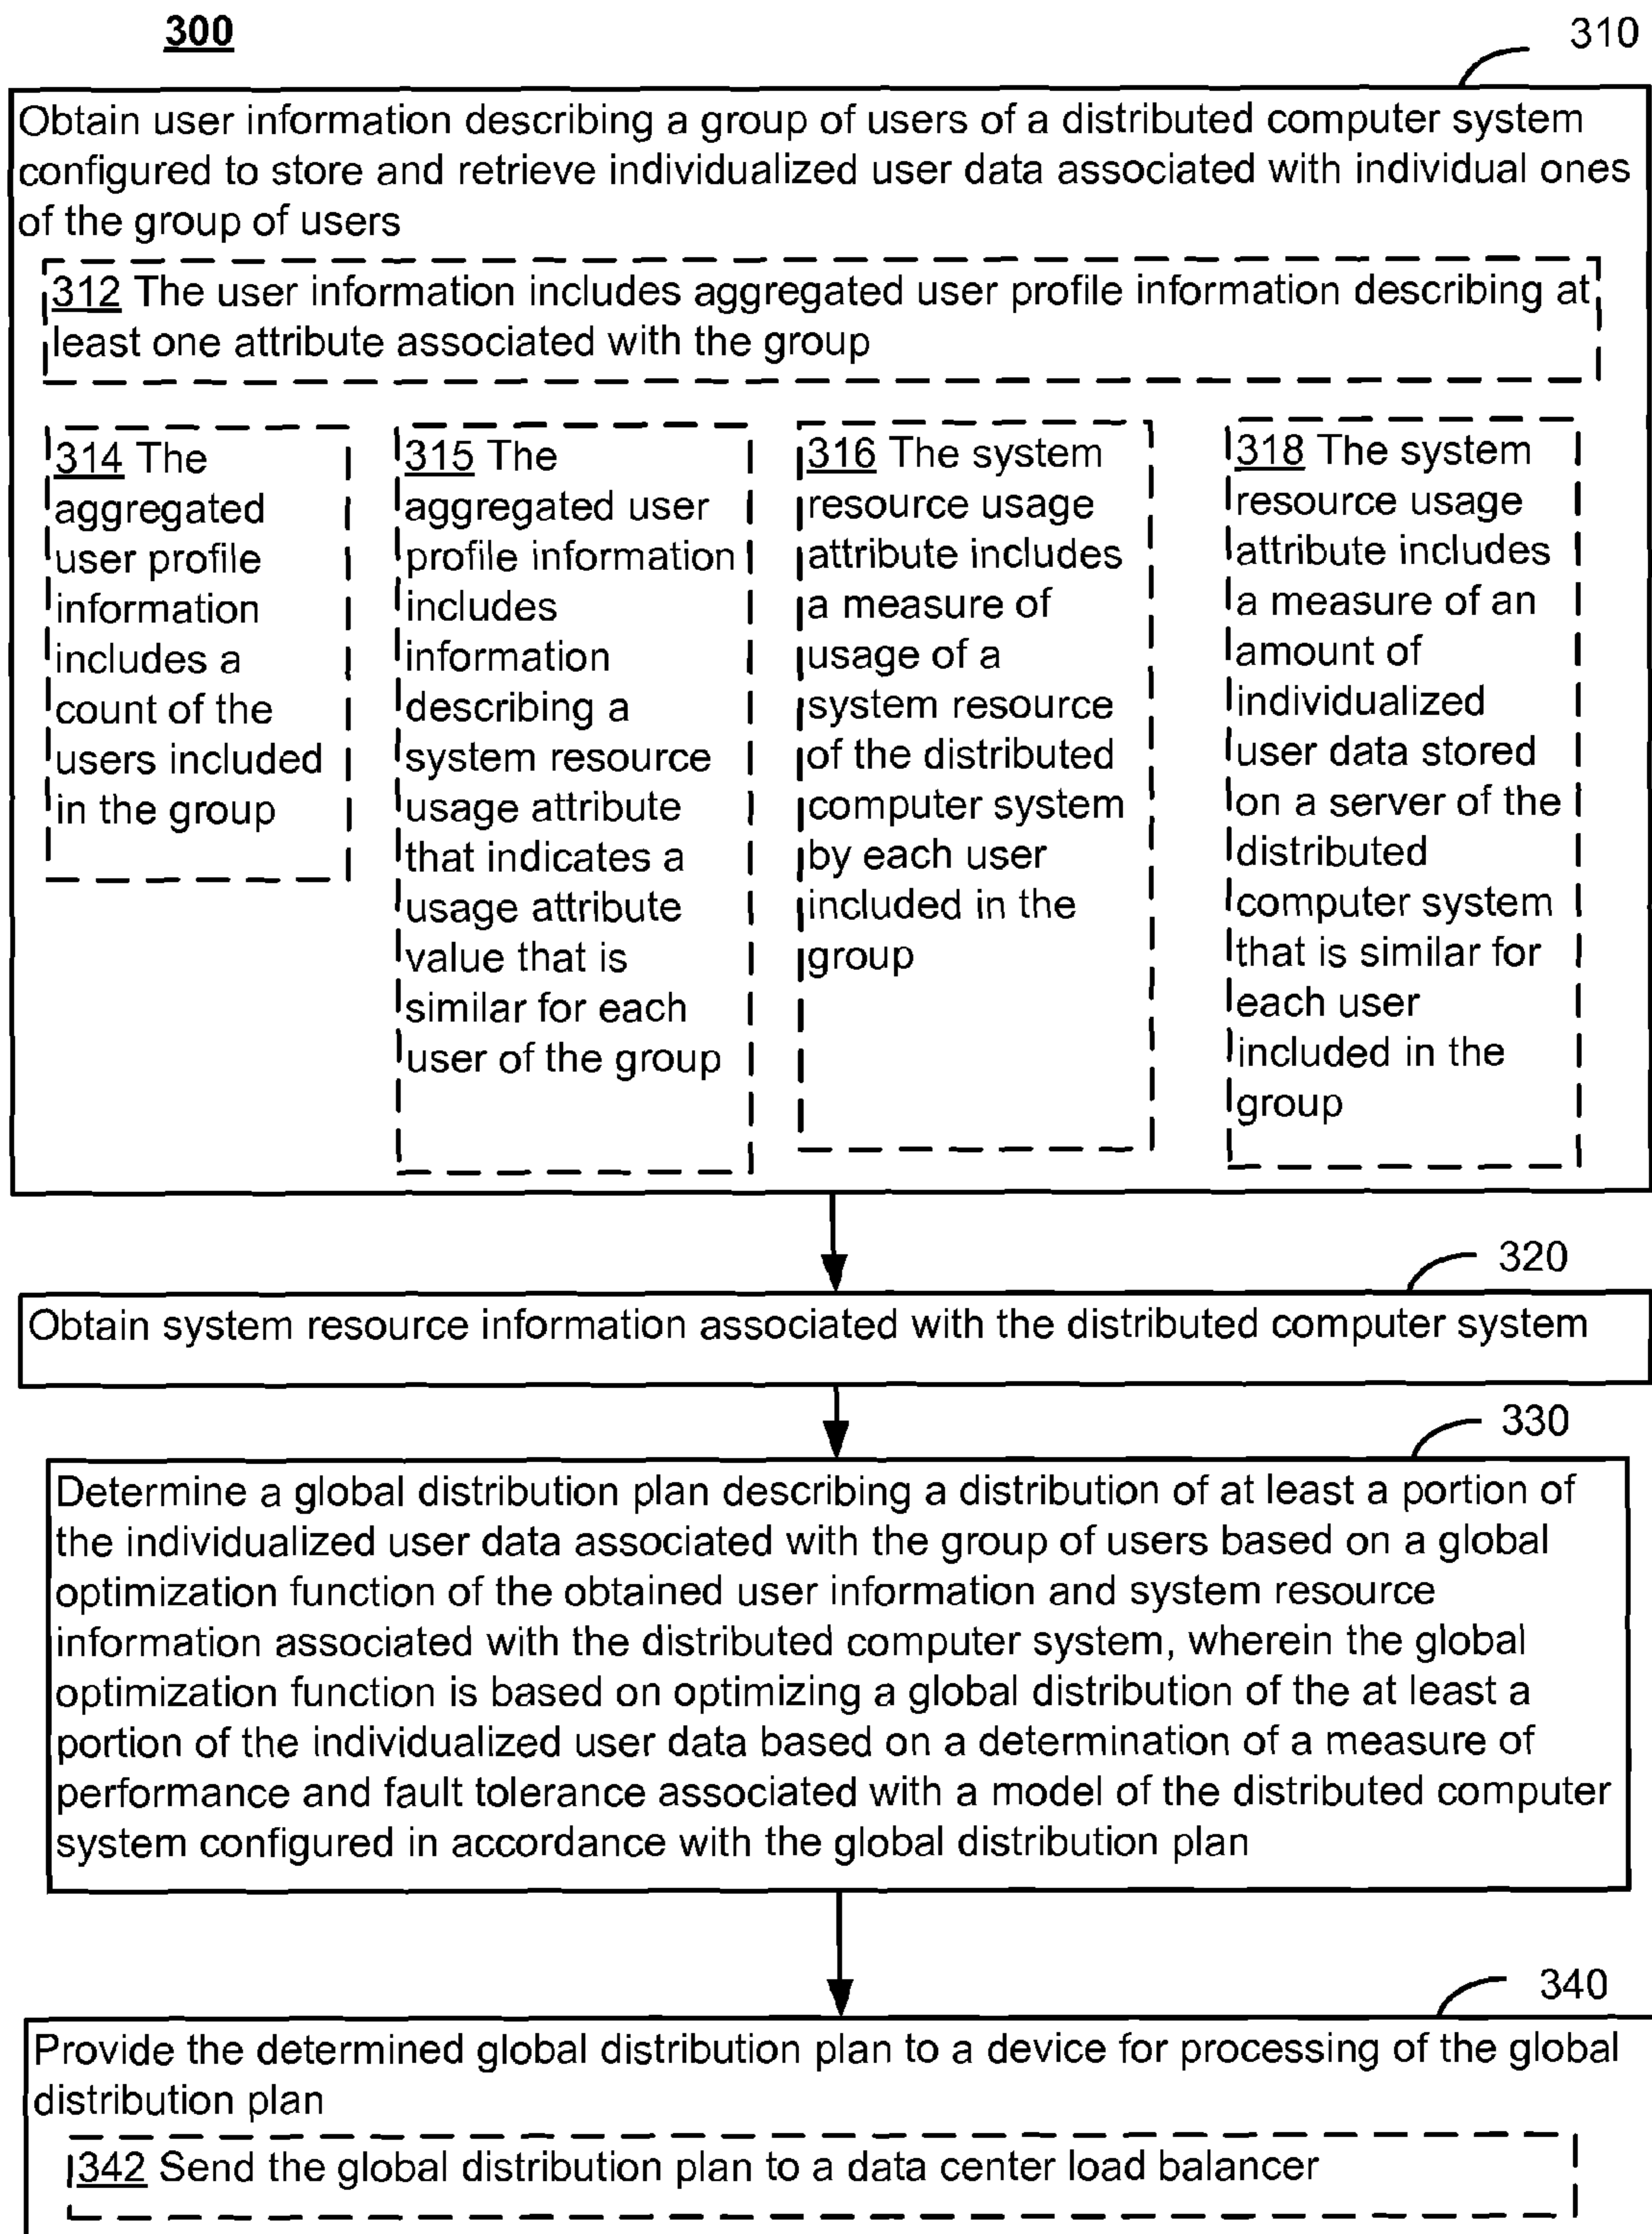 300
310
Obtain user information describing a group of users of a distributed computer system
configured to store and retrieve individualized user data associated with individual ones
of the group of users
312 The user information includes aggregated user profile information describing at
least one attribute associated with the group
314 The
aggregated
user profile
information
includes a
count of the
users included
in the group
315 The
aggregated user
profile information
includes
information
describing a
system resource
usage attribute
that indicates a
usage attribute
value that is
similar for each
user of the group
316 The system
resource usage
attribute includes
a measure of
usage of a
system resource
of the distributed
computer system
by each user
included in the
group
318 The system
resource usage
attribute includes
a measure of an
amount of
individualized
user data stored
on a server of the
distributed
computer system
that is similar for
each user
included in the
group
320
Obtain system resource information associated with the distributed computer system
330
Determine a global distribution plan describing a distribution of at least a portion of
the individualized user data associated with the group of users based on a global
optimization function of the obtained user information and system resource
information associated with the distributed computer system, wherein the global
optimization function is based on optimizing a global distribution of the at least a
portion of the individualized user data based on a determination of a measure of
performance and fault tolerance associated with a model of the distributed computer
system configured in accordance with the global distribution plan
340
Provide the determined global distribution plan to a device for processing of the global
distribution plan
342 Send the global distribution plan to a data center load balancer